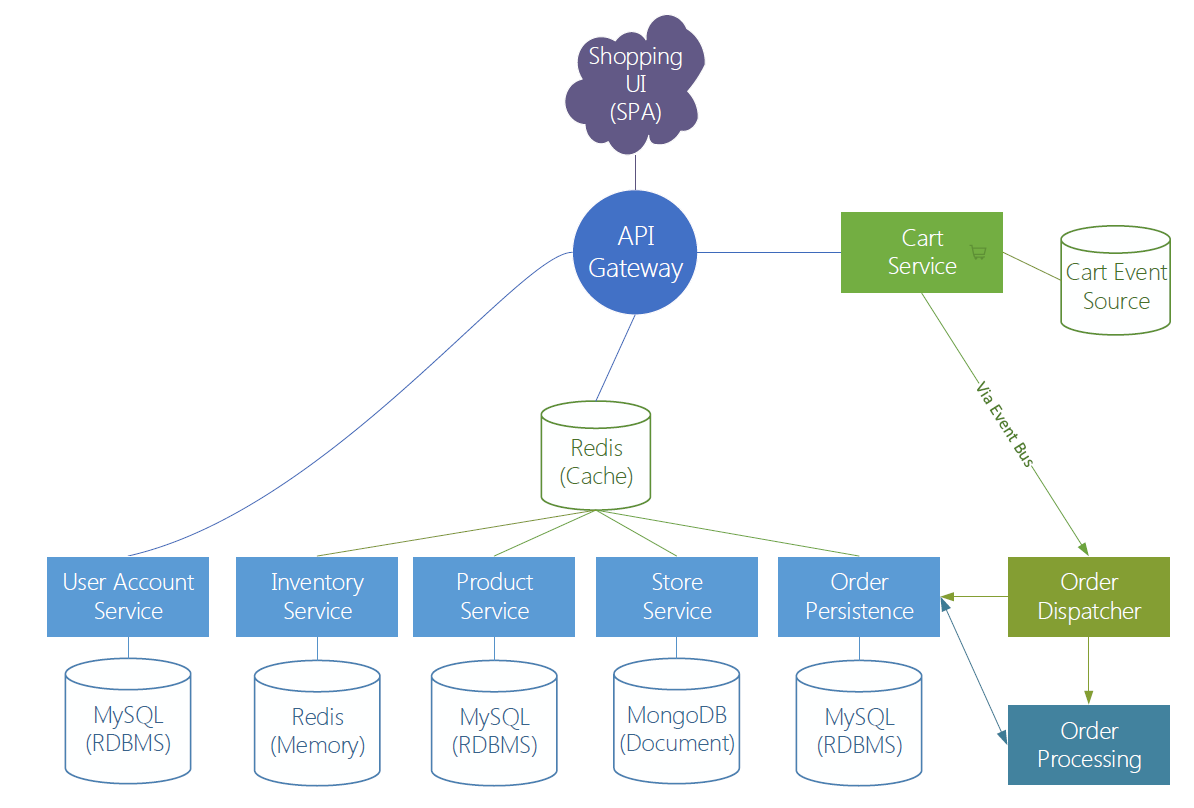 Shopping
UI
(SPA)
API
Gateway
Cart
Service
Cart Event
Source
Via Event Bus
Redis
(Cache)
User Account
Service
Inventory
Service
Product
Service
Store
Service
Order
Persistence
Order
Dispatcher
MySQL
(RDBMS)
Redis
(Memory)
MySQL
(RDBMS)
MongoDB
(Document)
MySQL
(RDBMS)
Order
Processing